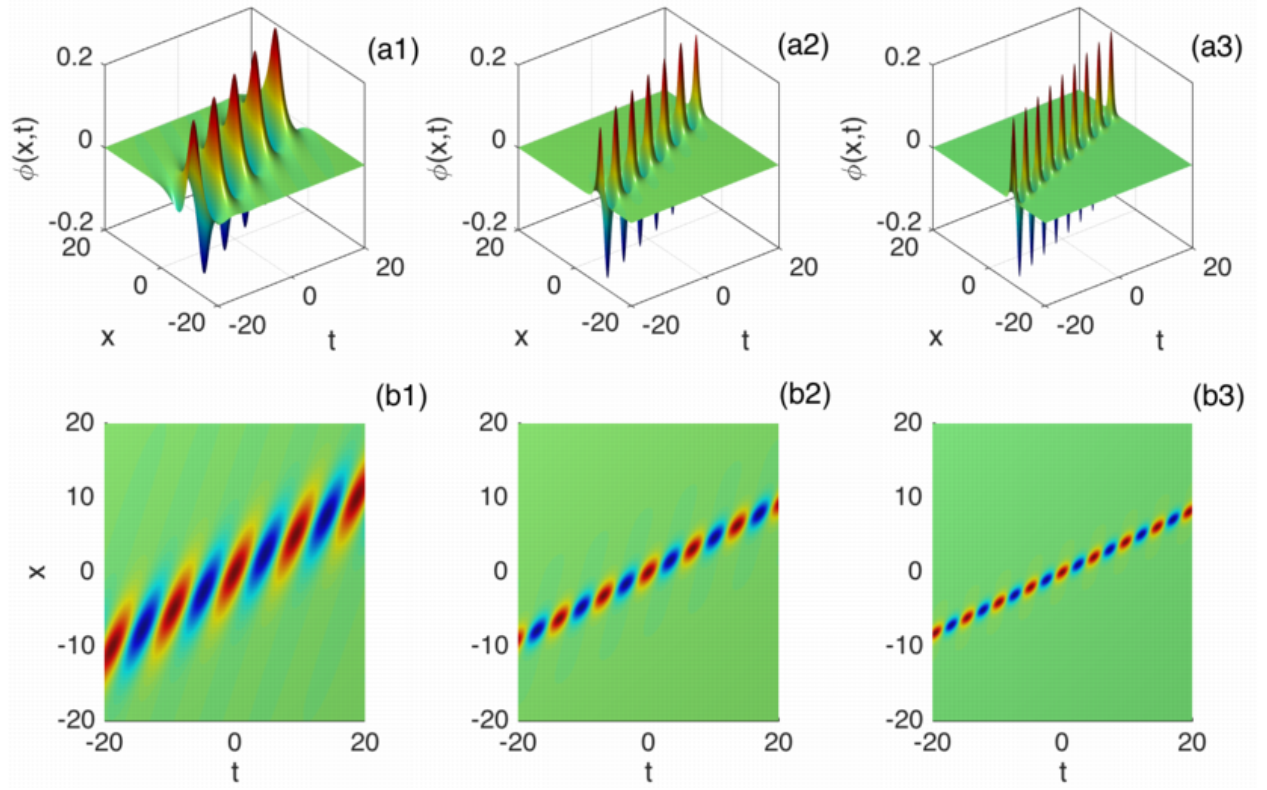 (a1) (a2) (a3)
0.2 0.2 0.2
ϕ(x,t) 0 ϕ(x,t) 0 ϕ(x,t) 0
-0.2 -0.2 -0.2
20 20 20 20 20 20
0 0 0 0 0 0
-20 -20 -20 -20 -20 -20
x t x t x t
(b1) (b2) (b3)
20 20 20
10 10 10
x 0 0 0
-10 -10 -10
-20 -20 -20
-20 0 20 -20 0 20 -20 0 20
t t t